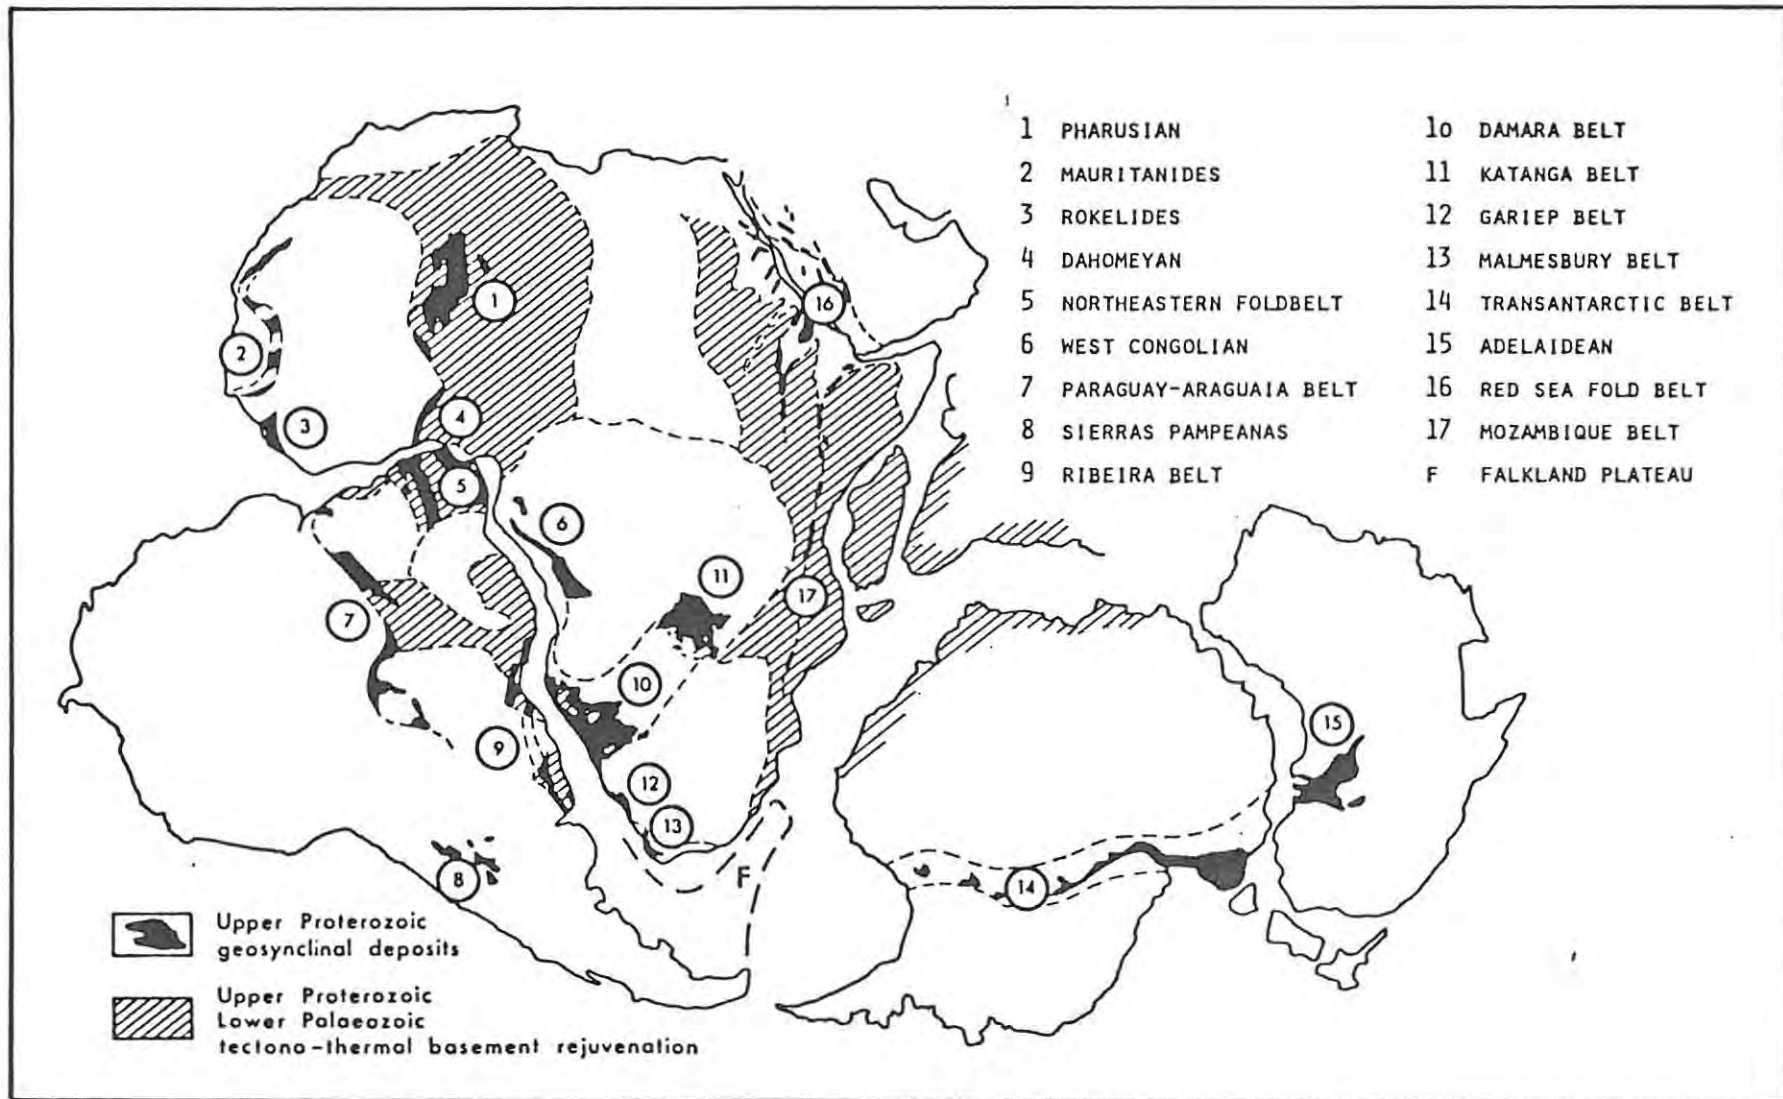 1 PHARUSIAN
2 MAURITANIDES
3 ROKELIDES
4 DAHOMEYAN
5 NORTHEASTERN FOLDBELT
6 WEST CONGOLIAN
7 PARAGUAY-ARAGUAIA BELT
8 SIERRAS PAMPEANAS
9 RIBEIRA BELT
1o DAMARA BELT
11 KATANGA BELT
12 GARIEP BELT
13 MALMESBURY BELT
14 TRANSANTARCTIC BELT
15 ADELAIDEAN
16 RED SEA FOLD BELT
17 MOZAMBIQUE BELT
F FALKLAND PLATEAU
1
16
2
3
4
5
6
11
17
7
10
15
9
12
13
F
8
14
Upper Proterozoic
geosynclinal deposits
Upper Proterozoic
Lower Palaeozoic
tectono-thermal basement rejuvenation